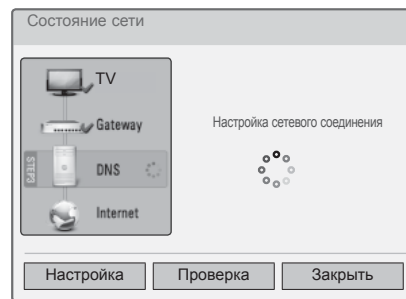 Состояние сети
TV
Gateway
STEP3
DNS
Internet
Настройка сетевого соединения
Настройка
Проверка
Закрыть